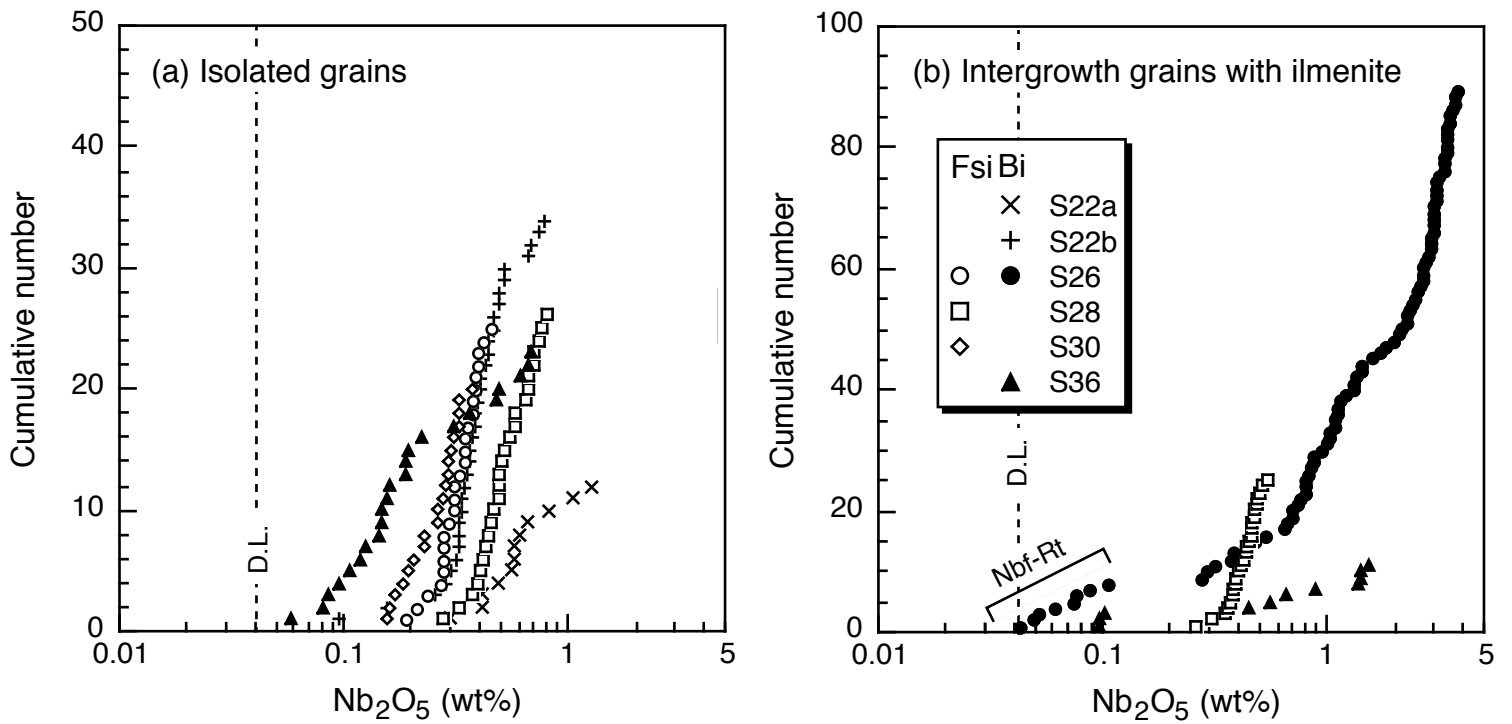 (a) Isolated grains
50
40
30
20
10
0
Cumulative number
D.L.
0.01
0.1
1
5
Nb2O5 (wt%)
(b) Intergrowth grains with ilmenite
100
80
60
40
20
0
Cumulative number
Fsi Bi
S22a
S22b
S26
S28
S30
S36
D.L.
Nbf-Rt
0.01
0.1
1
5
Nb2O5 (wt%)